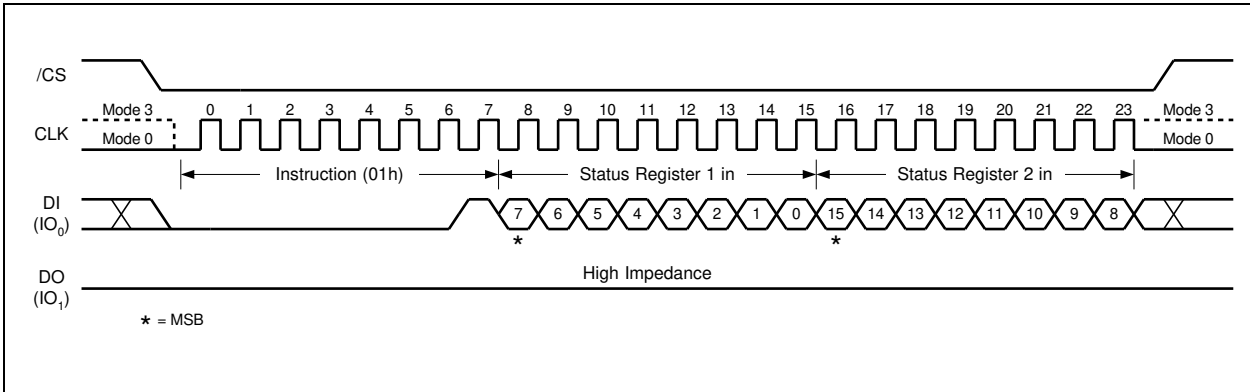 /CS
Mode 3 0 1 2 3 4 5 6 7 8 9 10 11 12 13 14 15 16 17 18 19 20 21 22 23 Mode 3
CLK Mode 0 Mode 0
Instruction (01h) Status Register 1 in Status Register 2 in
DI
(IO0) 7 6 5 4 3 2 1 0 15 14 13 12 11 10 9 8
* *
High Impedance
DO
(IO1)
* = MSB